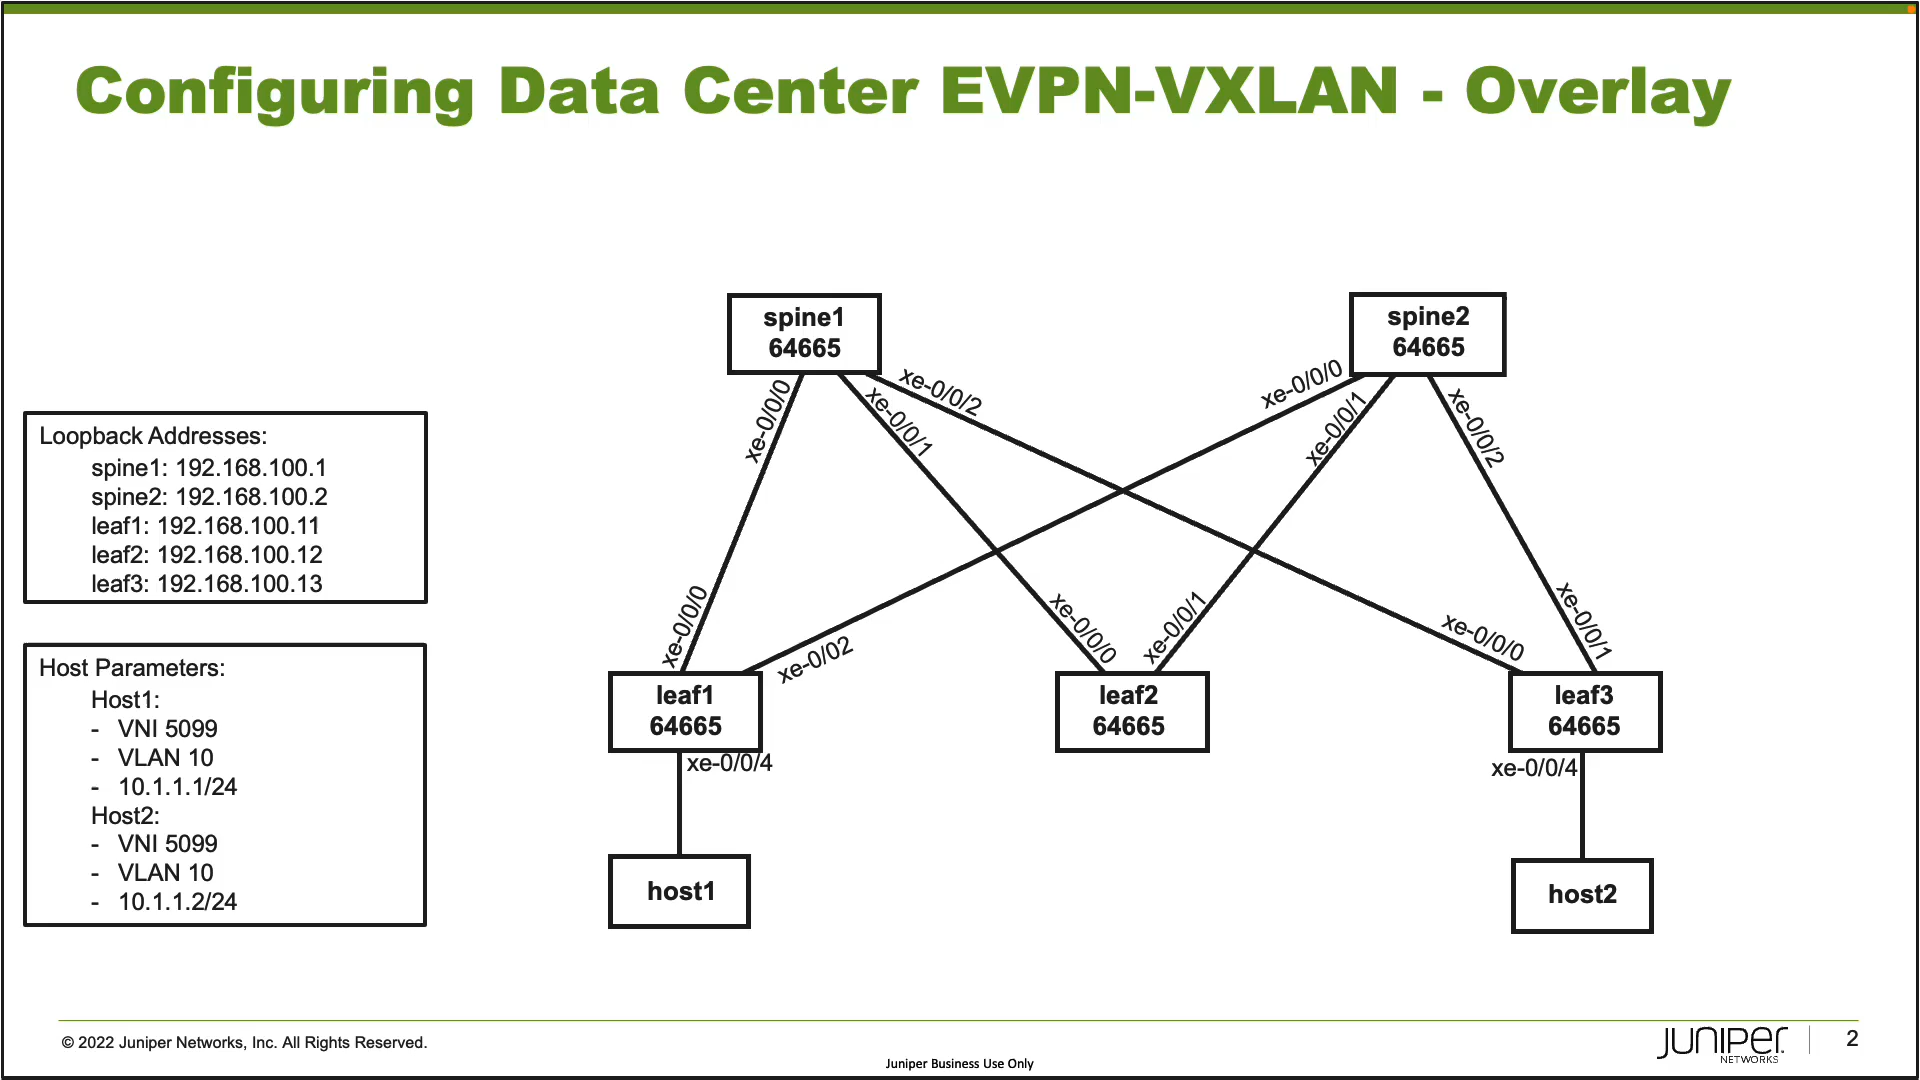 Configuring Data Center EVPN-VXLAN - Overlay
spine1
64665
spine2
64665
xe-0/0/0
xe-0/0/1
xe-0/0/2
xe-0/0/0
xe-0/0/1
xe-0/0/2
Loopback Addresses:
spine1: 192.168.100.1
spine2: 192.168.100.2
leaf1: 192.168.100.11
leaf2: 192.168.100.12
leaf3: 192.168.100.13
xe-0/0/0
xe-0/02
xe-0/0/0
xe-0/0/1
xe-0/0/0
xe-0/0/1
Host Parameters:
Host1:
- VNI 5099
- VLAN 10
- 10.1.1.1/24
Host2:
- VNI 5099
- VLAN 10
- 10.1.1.2/24
leaf1
64665
leaf2
64665
leaf3
64665
xe-0/0/4
xe-0/0/4
host1
host2
© 2022 Juniper Networks, Inc. All Rights Reserved.
Juniper Business Use Only
JUNIPer
NETWORKS
2